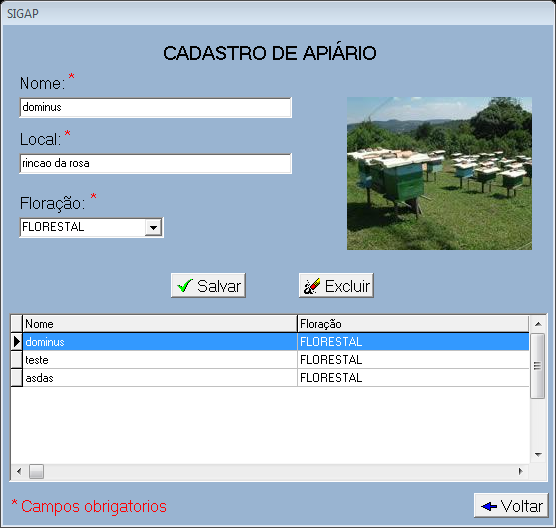 SIGAP
CADASTRO DE APIÁRIO
Nome: *
dominus
Local: *
rincao da rosa
Floração: *
FLORESTAL
Salvar Excluir
Nome Floração
dominus FLORESTAL
teste FLORESTAL
asdas FLORESTAL
* Campos obrigatorios
Voltar